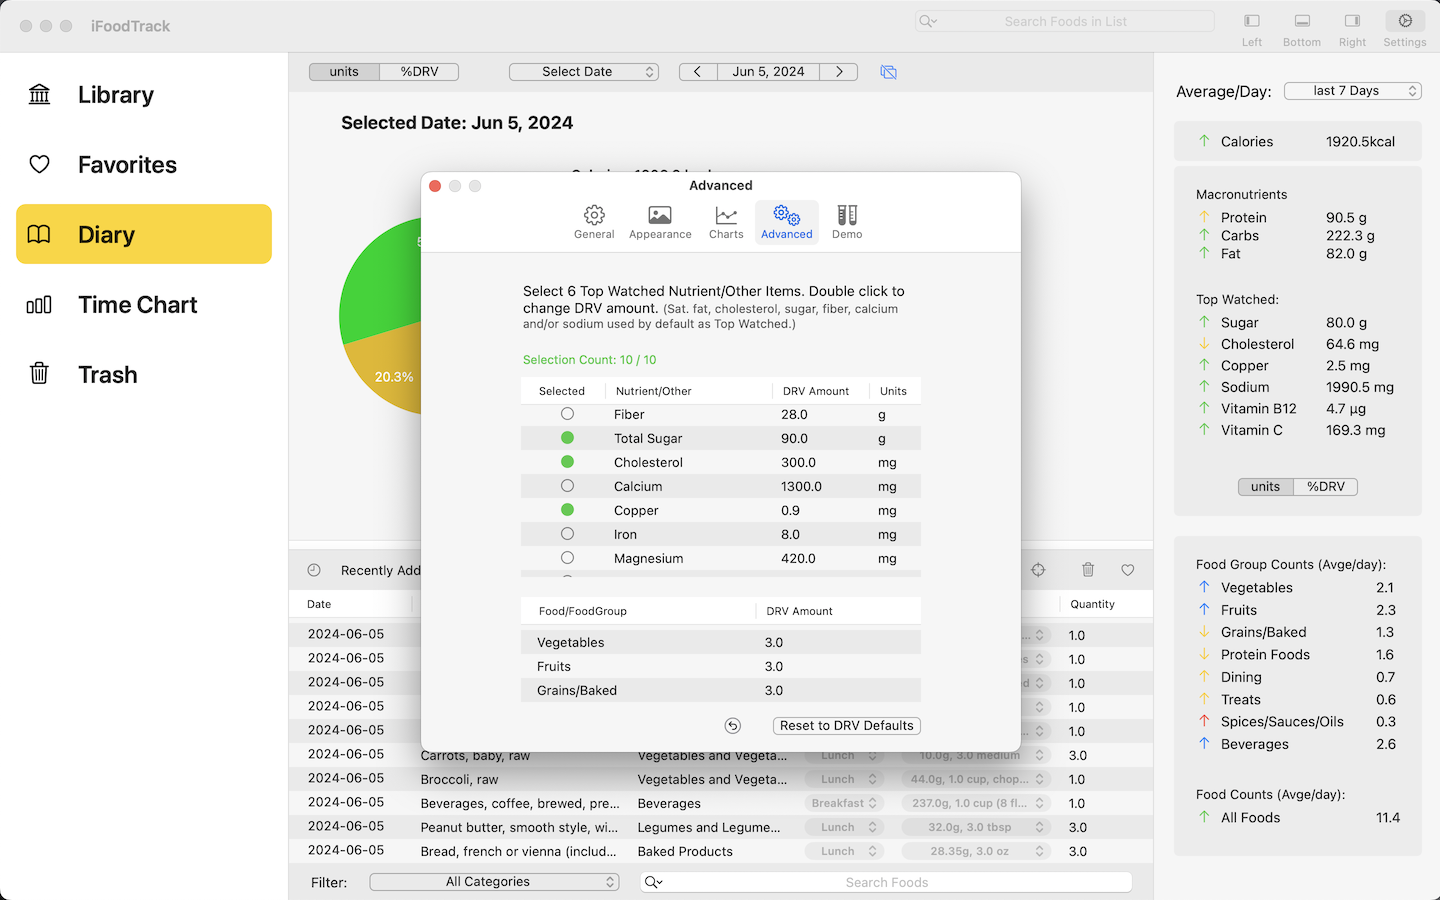 iFoodTrack
Search Foods in List
Left
Bottom
Right
Settings
Library
Favorites
Diary
Time Chart
Trash
units
%DRV
Select Date
Jun 5, 2024
Selected Date: Jun 5, 2024
20.3%
Advanced
General
Appearance
Charts
Advanced
Demo
Select 6 Top Watched Nutrient/Other Items. Double click to
change DRV amount. (Sat. fat, cholesterol, sugar, fiber, calcium
and/or sodium used by default as Top Watched.)
Selection Count: 10 / 10
Selected Nutrient/Other DRV Amount Units
Fiber 28.0 g
Total Sugar 90.0 g
Cholesterol 300.0 mg
Calcium 1300.0 mg
Copper 0.9 mg
Iron 8.0 mg
Magnesium 420.0 mg
Food/FoodGroup DRV Amount
Vegetables 3.0
Fruits 3.0
Grains/Baked 3.0
Reset to DRV Defaults
Recently Add
Date Quantity
2024-06-05 ... 1.0
2024-06-05 s 1.0
2024-06-05 d 1.0
2024-06-05 1.0
2024-06-05 ... 1.0
2024-06-05 Carrots, baby, raw Vegetables and Vegeta... Lunch 10.0g, 3.0 medium 3.0
2024-06-05 Broccoli, raw Vegetables and Vegeta... Lunch 44.0g, 1.0 cup, chop... 1.0
2024-06-05 Beverages, coffee, brewed, pre... Beverages Breakfast 237.0g, 1.0 cup (8 fl... 1.0
2024-06-05 Peanut butter, smooth style, wi... Legumes and Legume... Lunch 32.0g, 3.0 tbsp 3.0
2024-06-05 Bread, french or vienna (includ... Baked Products Lunch 28.35g, 3.0 oz 3.0
Filter: All Categories
Search Foods
Average/Day: last 7 Days
Calories 1920.5kcal
Macronutrients
Protein 90.5 g
Carbs 222.3 g
Fat 82.0 g
Top Watched:
Sugar 80.0 g
Cholesterol 64.6 mg
Copper 2.5 mg
Sodium 1990.5 mg
Vitamin B12 4.7 µg
Vitamin C 169.3 mg
units %DRV
Food Group Counts (Avge/day):
Vegetables 2.1
Fruits 2.3
Grains/Baked 1.3
Protein Foods 1.6
Dining 0.7
Treats 0.6
Spices/Sauces/Oils 0.3
Beverages 2.6
Food Counts (Avge/day):
All Foods 11.4